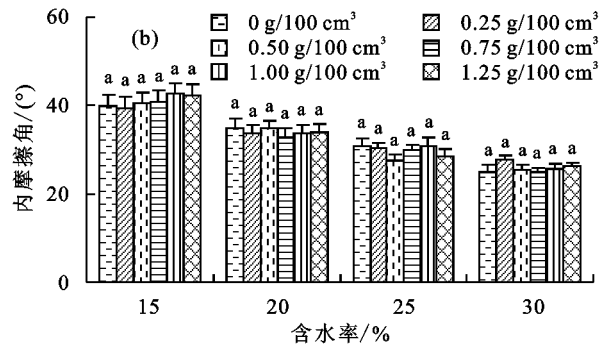 60
(b)
0 g/100 cm³
0.25 g/100 cm³
0.50 g/100 cm³
0.75 g/100 cm³
1.00 g/100 cm³
1.25 g/100 cm³
内摩擦角/(°)
40
20
0
a a a a a a
a a a a a a
a a a a a a
a a a a a a
15 20 25 30
含水率/%